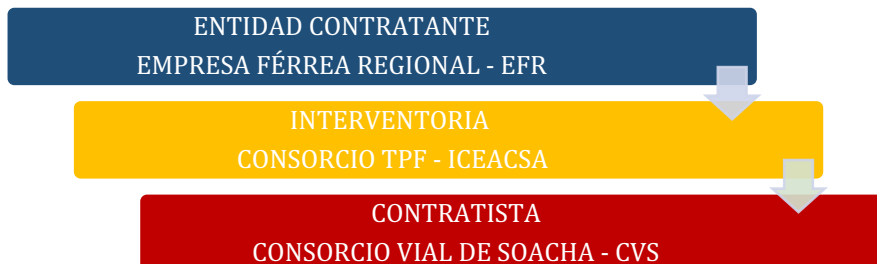 ENTIDAD CONTRATANTE
EMPRESA FÉRREA REGIONAL - EFR
INTERVENTORIA
CONSORCIO TPF - ICEACSA
CONTRATISTA
CONSORCIO VIAL DE SOACHA - CVS